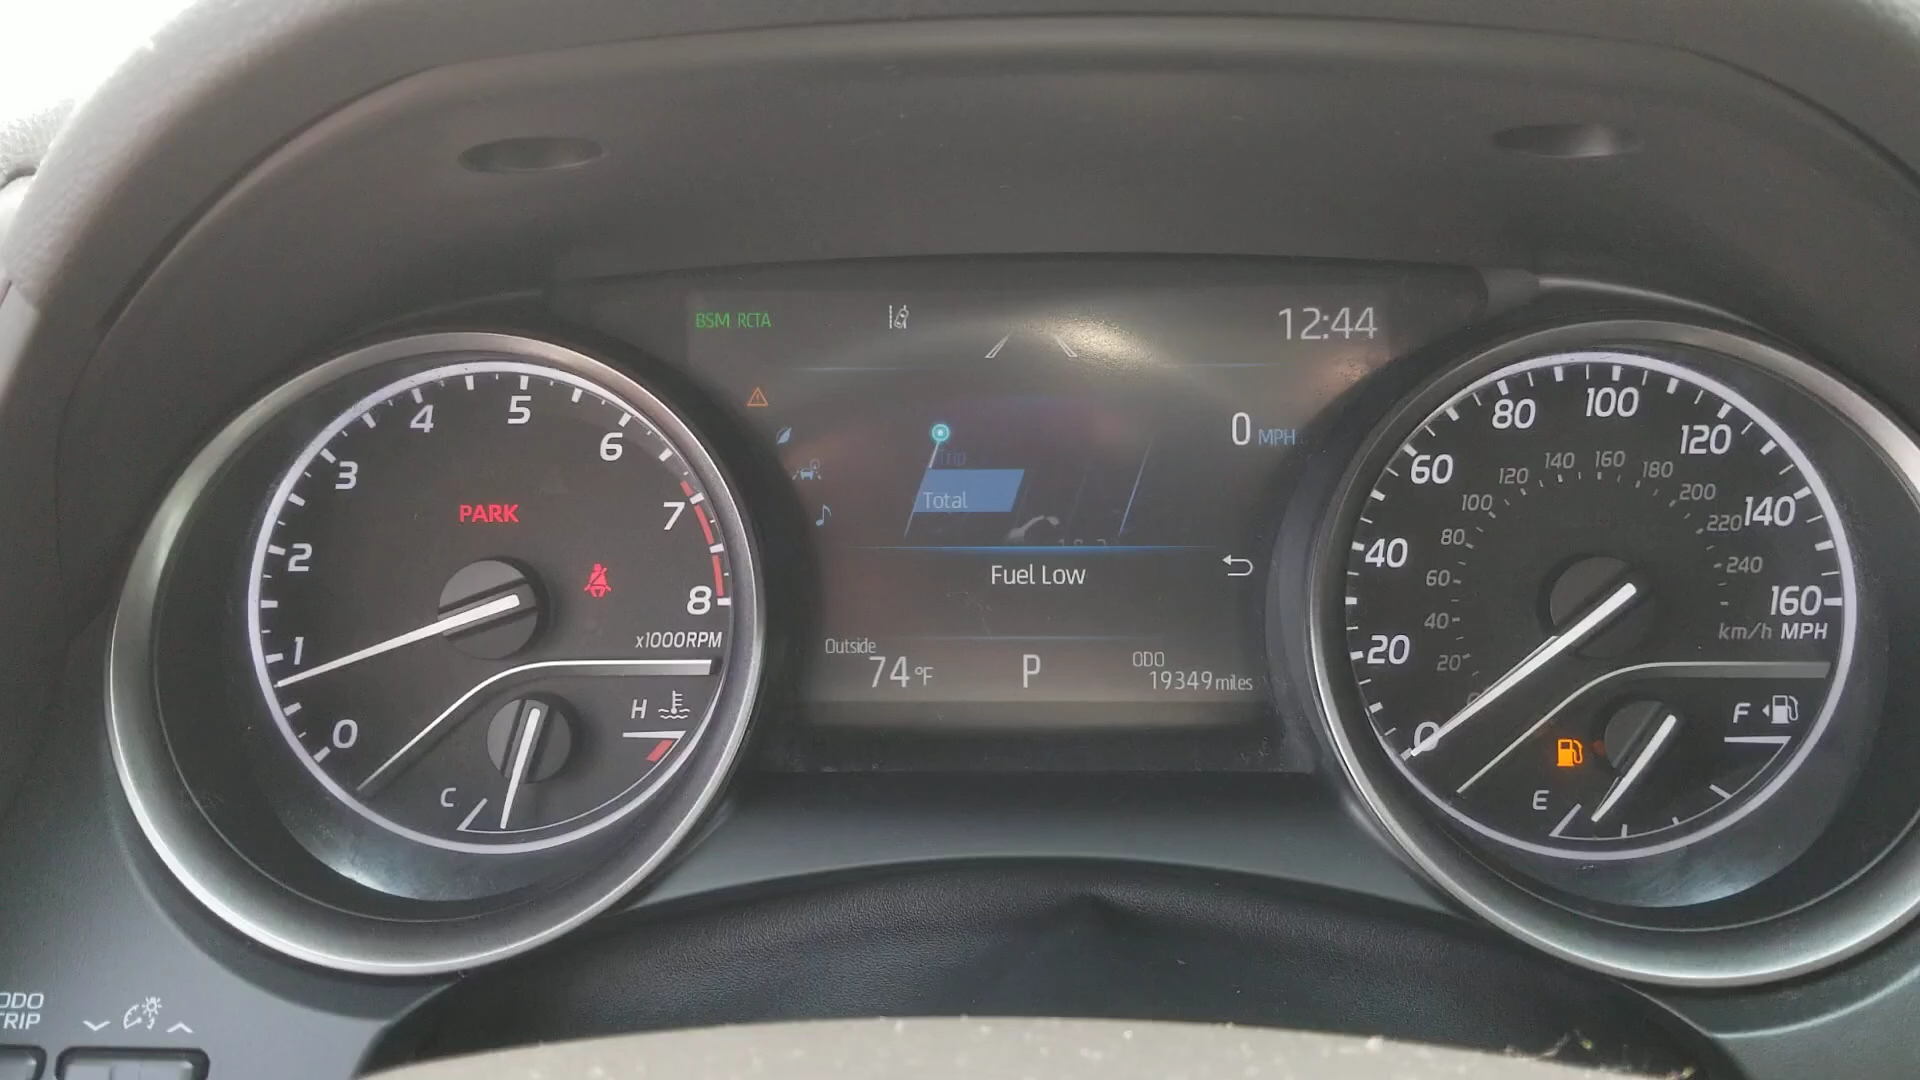 BSM RCTA
12:44
0 MPH
Trip
Total
Fuel Low
Outside
74°F
P
ODO
19349 miles
0
1
2
3
4
5
6
7
8
x1000RPM
PARK
H
C
0
20
40
60
80
100
120
140
160
MPH
20
40
60
80
100
120
140
160
180
200
220
240
km/h
F
E
ODO
TRIP